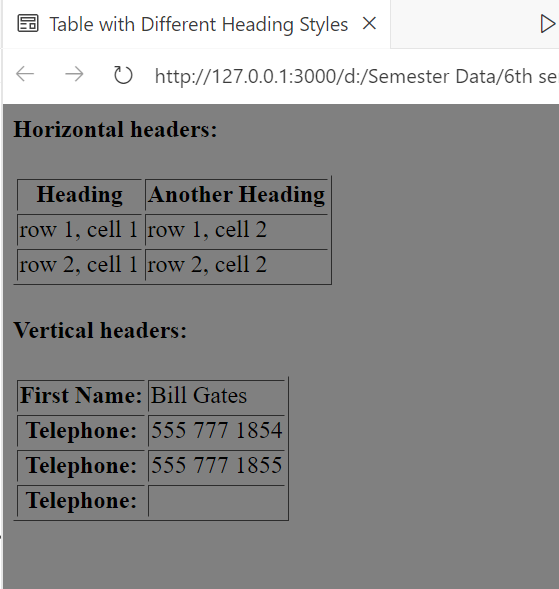 Table with Different Heading Styles
http://127.0.0.1:3000/d:/Semester Data/6th se
Horizontal headers:
Heading Another Heading
row 1, cell 1 row 1, cell 2
row 2, cell 1 row 2, cell 2
Vertical headers:
First Name: Bill Gates
Telephone: 555 777 1854
Telephone: 555 777 1855
Telephone: